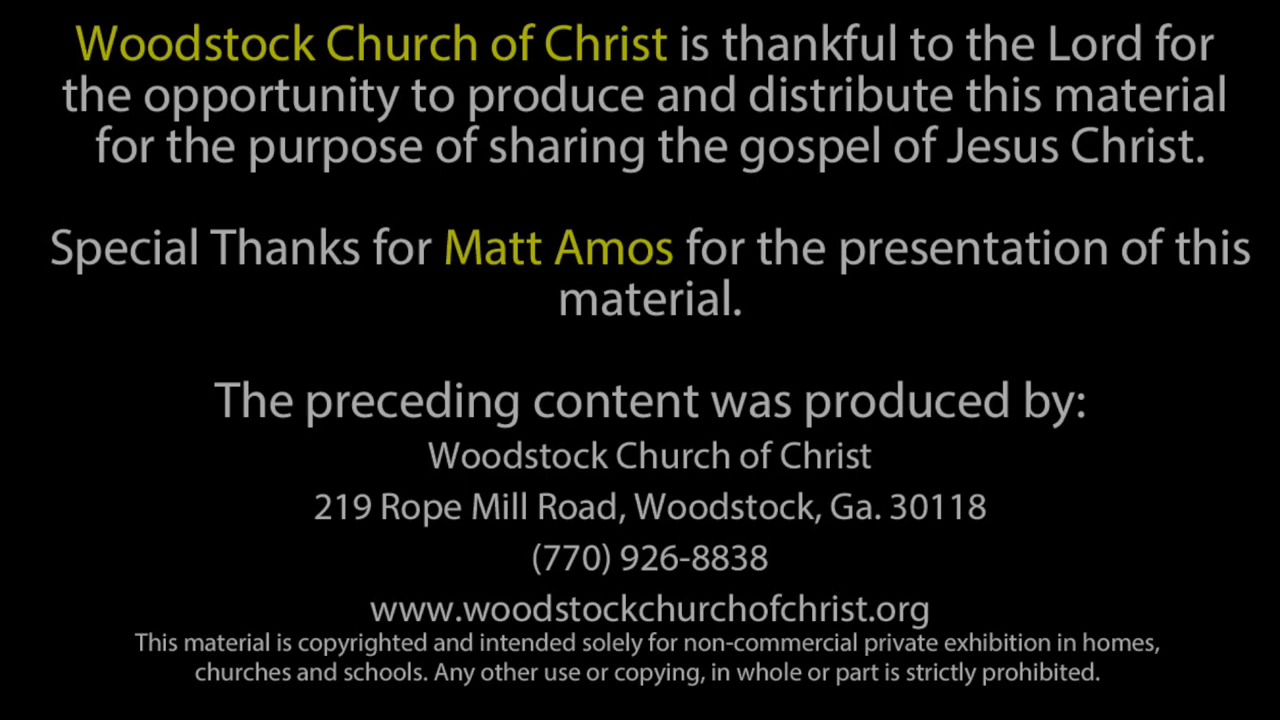 Woodstock Church of Christ is thankful to the Lord for
the opportunity to produce and distribute this material
for the purpose of sharing the gospel of Jesus Christ.
Special Thanks for Matt Amos for the presentation of this
material.
The preceding content was produced by:
Woodstock Church of Christ
219 Rope Mill Road, Woodstock, Ga. 30118
(770) 926-8838
www.woodstockchurchofchrist.org
This material is copyrighted and intended solely for non-commercial private exhibition in homes,
churches and schools. Any other use or copying, in whole or part is strictly prohibited.